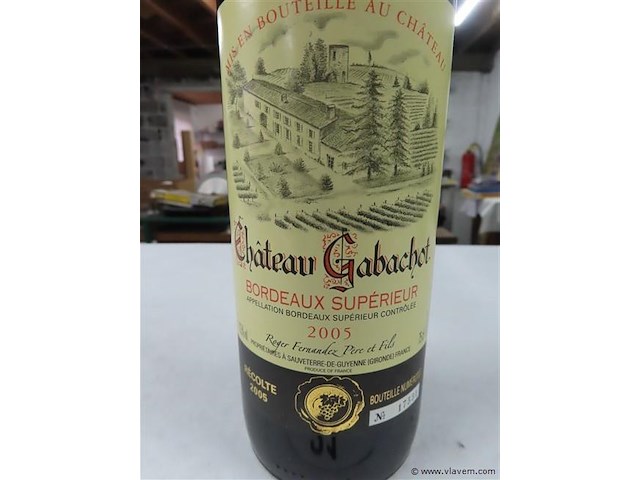 MIS EN BOUTEILLE AU CHÂTEAU
Château Gabachot
BORDEAUX SUPÉRIEUR
APPELLATION BORDEAUX SUPÉRIEUR CONTRÔLÉE
2005
Roger Fernandez Père et Fils
PROPRIÉTAIRES À SAUVETERRE-DE-GUYENNE (GIRONDE) FRANCE
PRODUCE OF FRANCE
RÉCOLTE
2005
BOUTEILLE NUMÉROTÉE
© www.vlavem.com